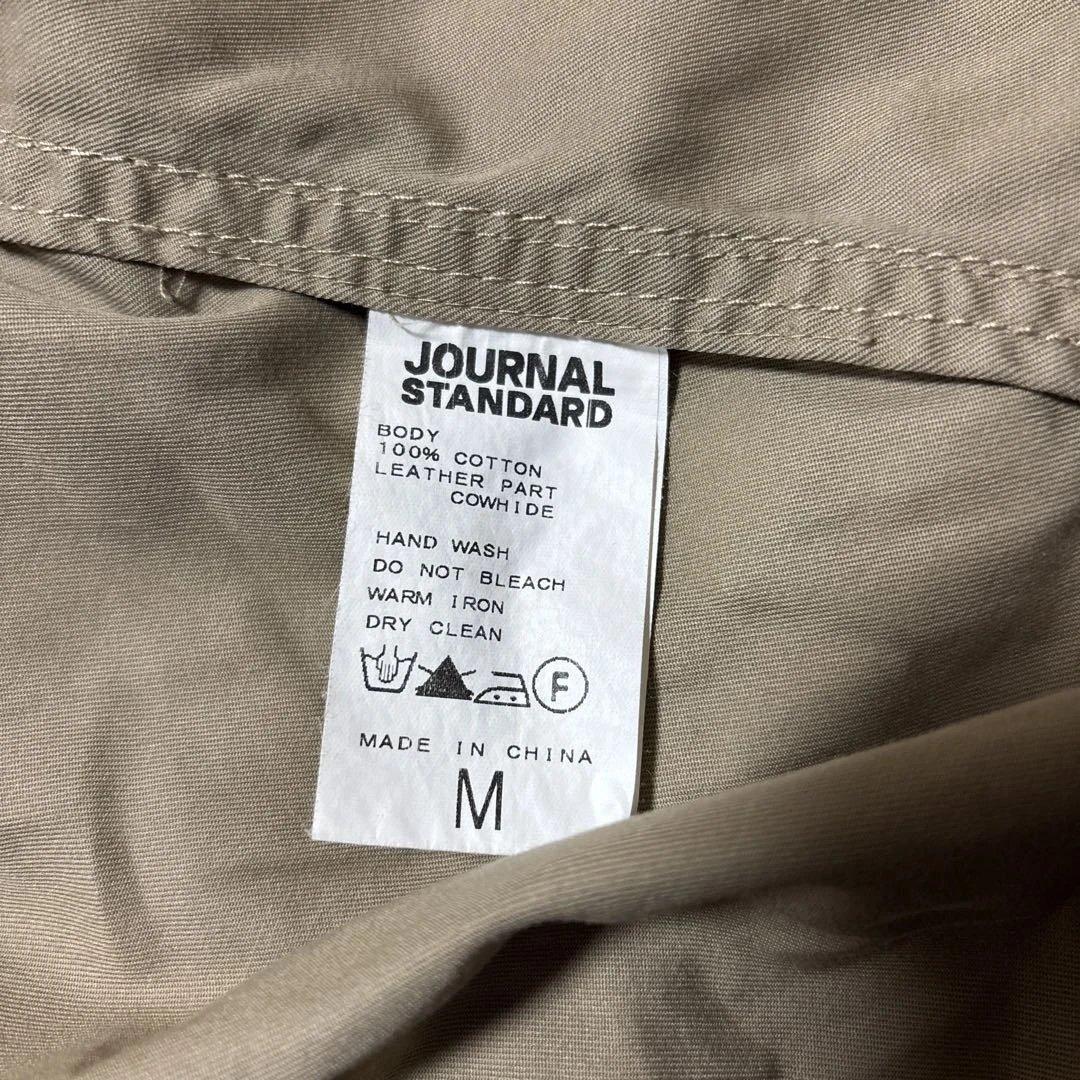 JOURNAL
STANDARD
BODY
100% COTTON
LEATHER PART
COWHIDE
HAND WASH
DO NOT BLEACH
WARM IRON
DRY CLEAN
F
MADE IN CHINA
M